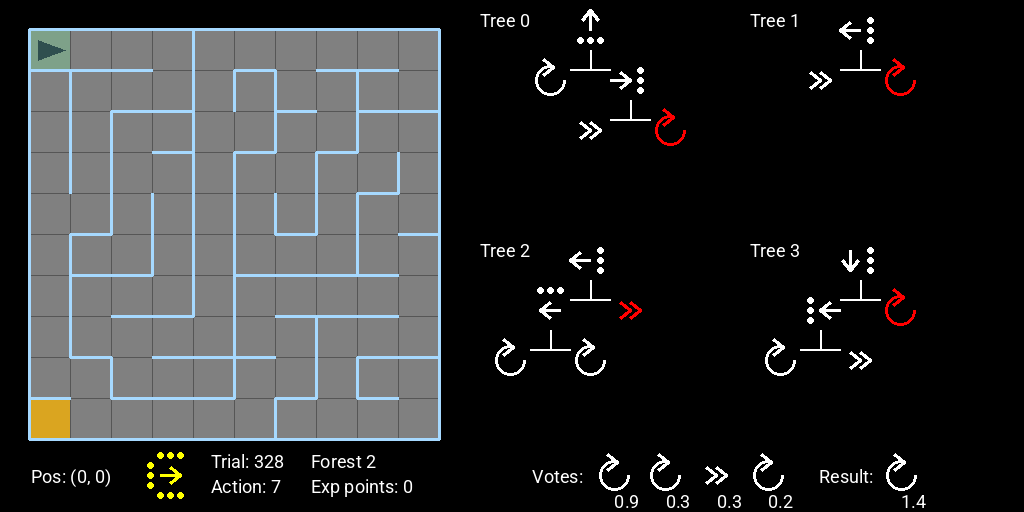 Tree 0
Tree 1
Tree 2
Tree 3
Pos: (0, 0)
Trial: 328
Forest 2
Action: 7
Exp points: 0
Votes:
0.9
0.3
0.3
0.2
Result:
1.4